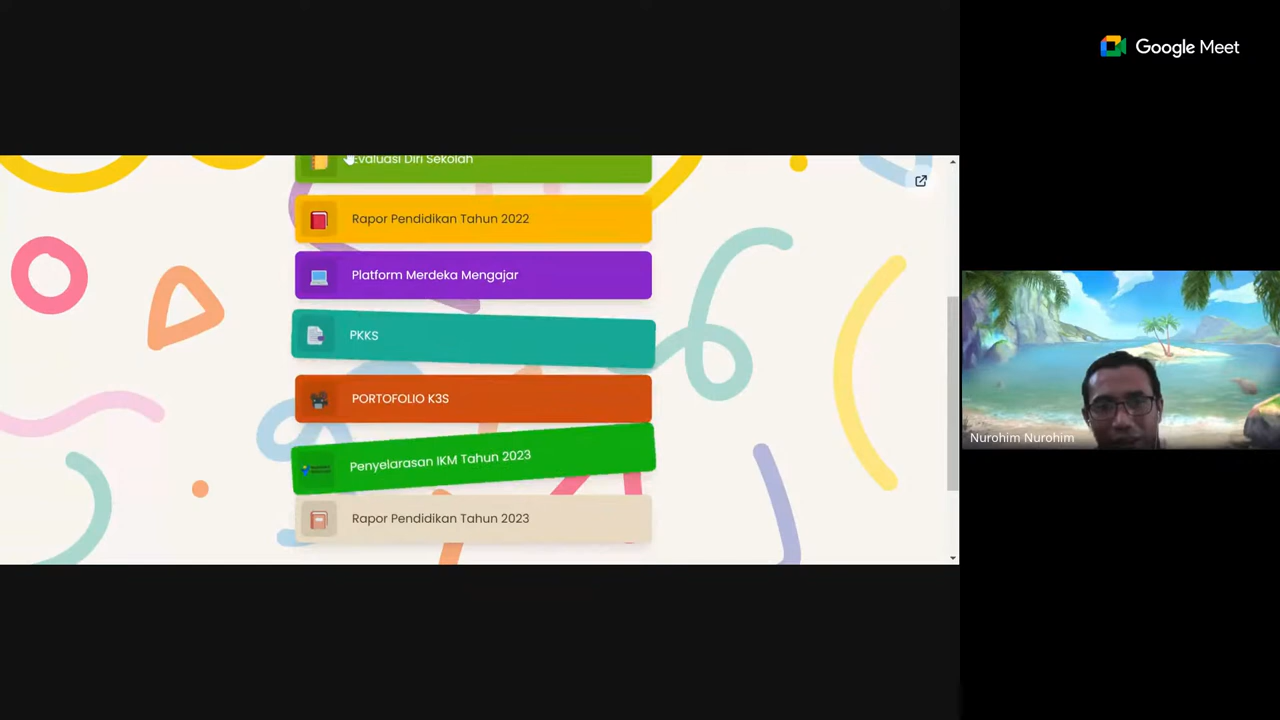 Google Meet
Evaluasi Diri Sekolah
Rapor Pendidikan Tahun 2022
Platform Merdeka Mengajar
PKKS
PORTOFOLIO K3S
Penyelarasan IKM Tahun 2023
Rapor Pendidikan Tahun 2023
Nurohim Nurohim